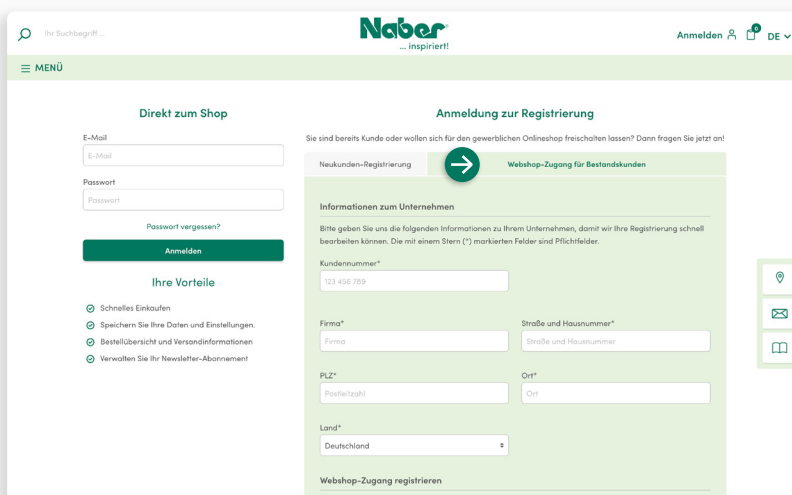 Ihr Suchbegriff ...
Naber
... inspiriert!
Anmelden
0
DE
MENÜ
Direkt zum Shop
E-Mail
E-Mail
Passwort
Passwort
Passwort vergessen?
Anmelden
Ihre Vorteile
Schnelles Einkaufen
Speichern Sie Ihre Daten und Einstellungen.
Bestellübersicht und Versandinformationen
Verwalten Sie Ihr Newsletter-Abonnement
Anmeldung zur Registrierung
Sie sind bereits Kunde oder wollen sich für den gewerblichen Onlineshop freischalten lassen? Dann fragen Sie jetzt an!
Neukunden-Registrierung
Webshop-Zugang für Bestandskunden
Informationen zum Unternehmen
Bitte geben Sie uns die folgenden Informationen zu Ihrem Unternehmen, damit wir Ihre Registrierung schnell
bearbeiten können. Die mit einem Stern (*) markierten Felder sind Pflichtfelder.
Kundennummer*
123 456 789
Firma*
Straße und Hausnummer*
Firma
Straße und Hausnummer
PLZ*
Ort*
Postleitzahl
Ort
Land*
Deutschland
Webshop-Zugang registrieren